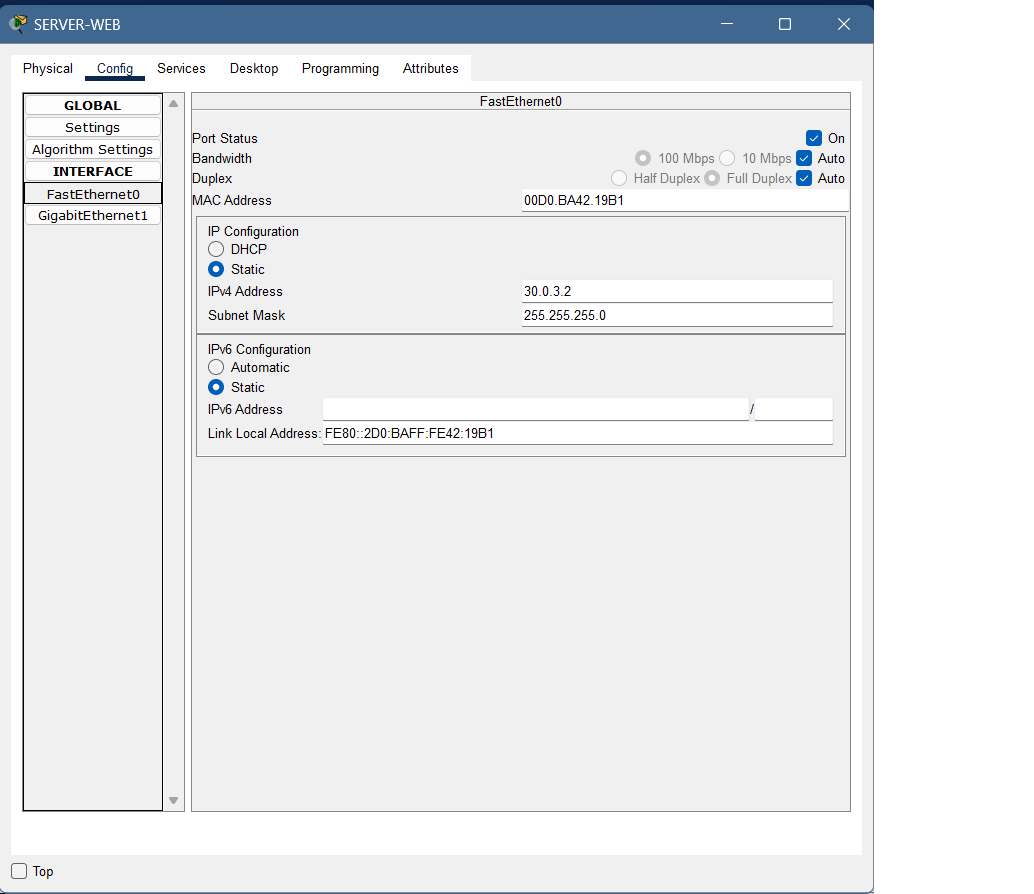 SERVER-WEB
Physical Config Services Desktop Programming Attributes
GLOBAL
Settings
Algorithm Settings
INTERFACE
FastEthernet0
GigabitEthernet1
FastEthernet0
Port Status On
Bandwidth 100 Mbps 10 Mbps Auto
Duplex Half Duplex Full Duplex Auto
MAC Address 00D0.BA42.19B1
IP Configuration
DHCP
Static
IPv4 Address 30.0.3.2
Subnet Mask 255.255.255.0
IPv6 Configuration
Automatic
Static
IPv6 Address /
Link Local Address: FE80::2D0:BAFF:FE42:19B1
Top